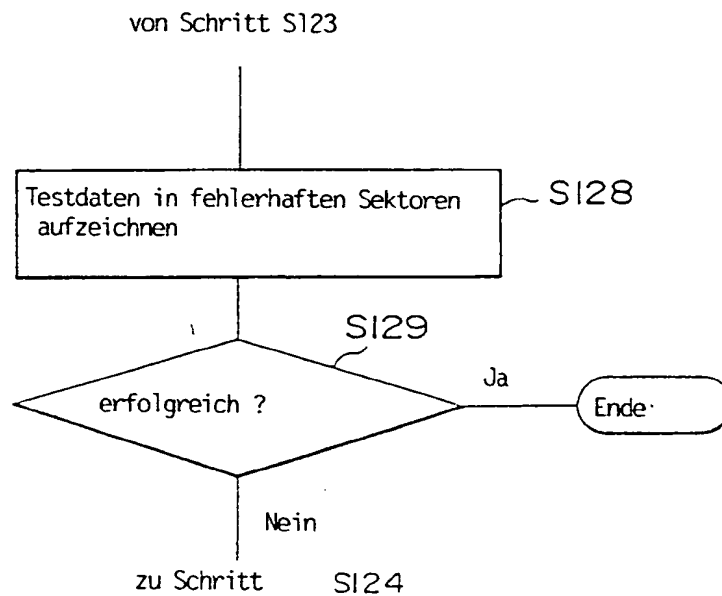 von Schritt S123
Testdaten in fehlerhaften Sektoren
aufzeichnen
S128
S129
erfolgreich ?
Ja
Ende
Nein
zu Schritt S124